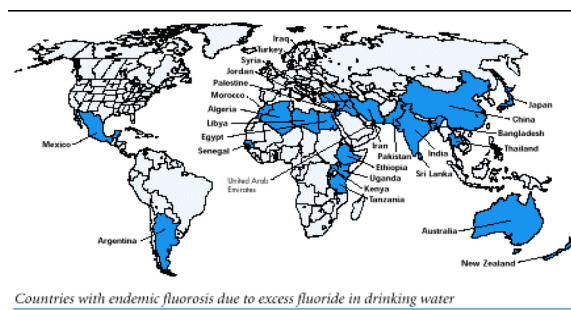 Iraq
Turkey
Syria
Jordan
Palestine
Morocco
Algeria
Libya
Egypt
Senegal
United Arab
Emirates
Mexico
Argentina
Japan
China
Bangladesh
Thailand
Iran
Pakistan
India
Sri Lanka
Ethiopia
Uganda
Kenya
Tanzania
Australia
New Zealand
Countries with endemic fluorosis due to excess fluoride in drinking water